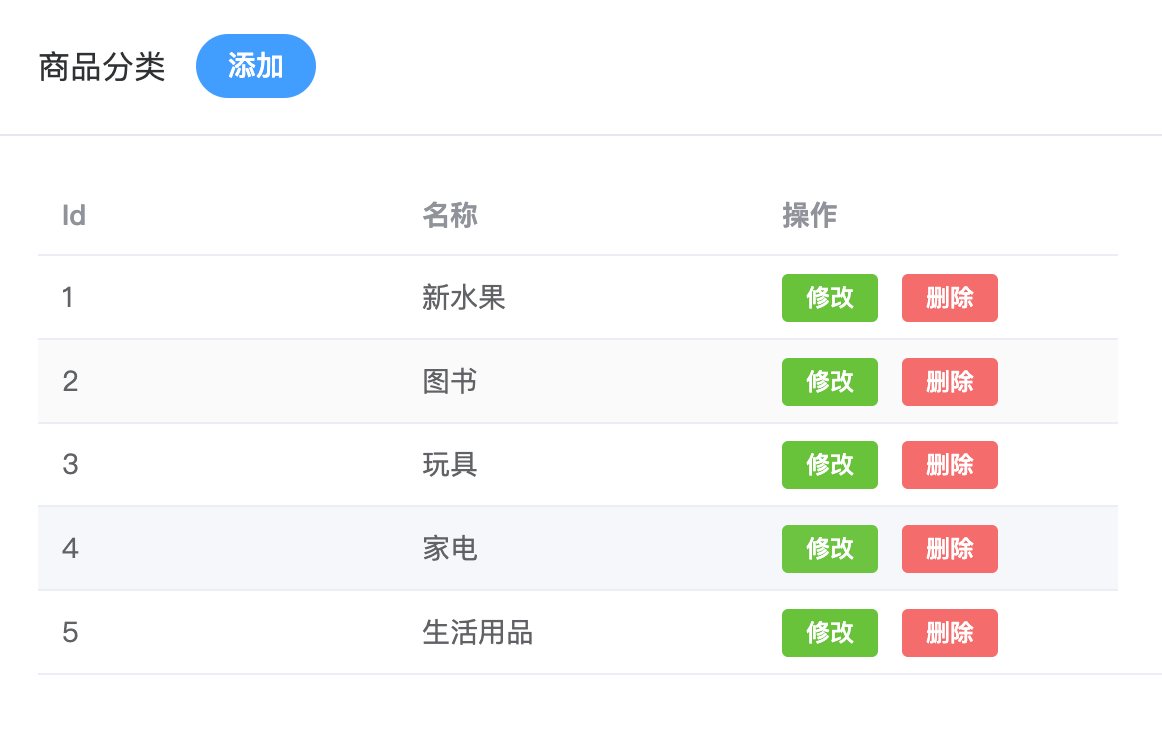 商品分类 添加
Id 名称 操作
1 新水果 修改 删除
2 图书 修改 删除
3 玩具 修改 删除
4 家电 修改 删除
5 生活用品 修改 删除